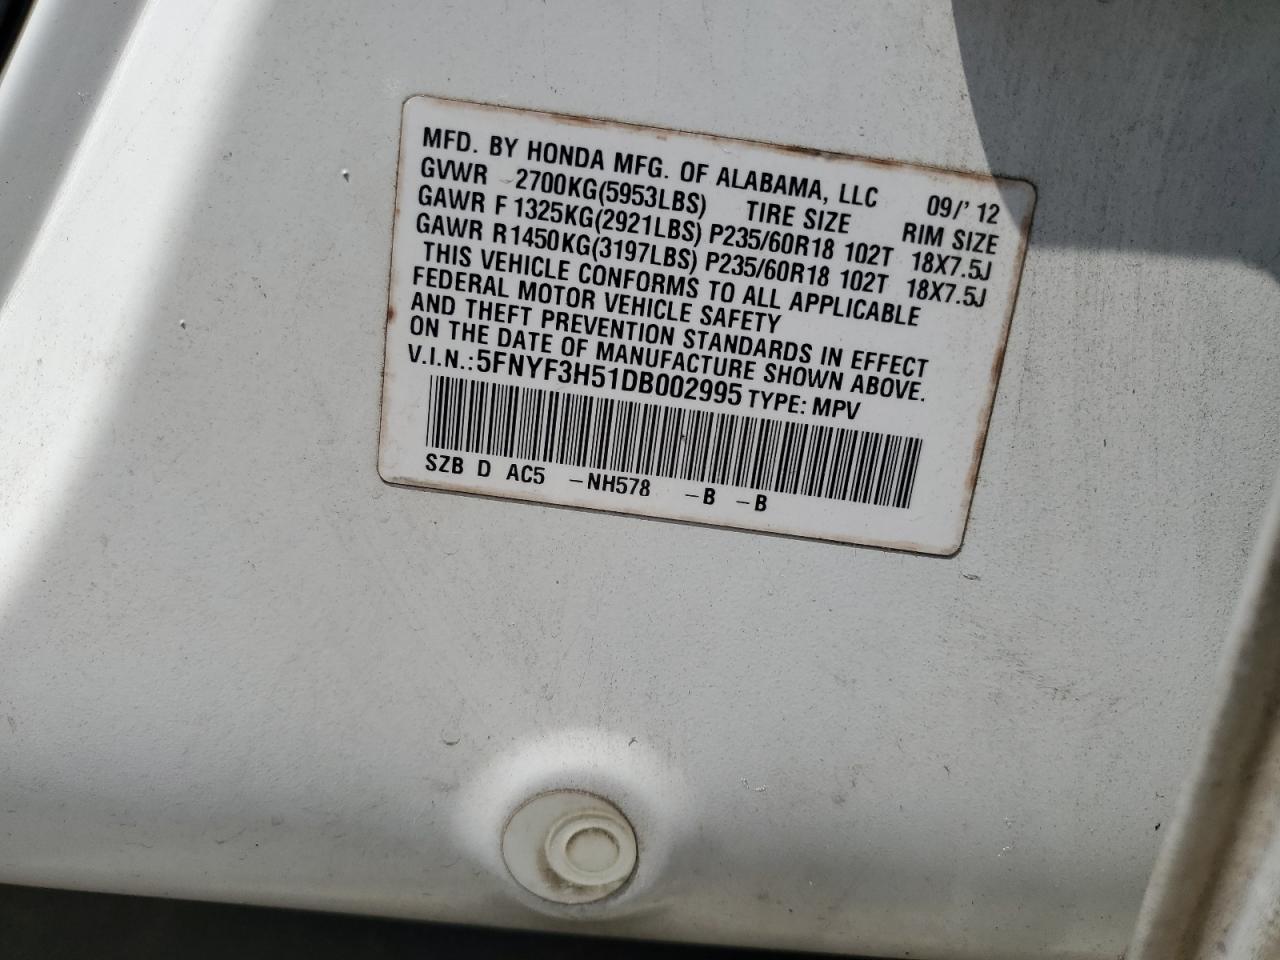 MFD. BY HONDA MFG. OF ALABAMA, LLC 09/'12
GVWR 2700KG(5953LBS) TIRE SIZE RIM SIZE
GAWR F 1325KG(2921LBS) P235/60R18 102T 18X7.5J
GAWR R1450KG(3197LBS) P235/60R18 102T 18X7.5J
THIS VEHICLE CONFORMS TO ALL APPLICABLE
FEDERAL MOTOR VEHICLE SAFETY
AND THEFT PREVENTION STANDARDS IN EFFECT
ON THE DATE OF MANUFACTURE SHOWN ABOVE.
V.I.N.:5FNYF3H51DB002995 TYPE: MPV
SZB D AC5 -NH578 -B -B